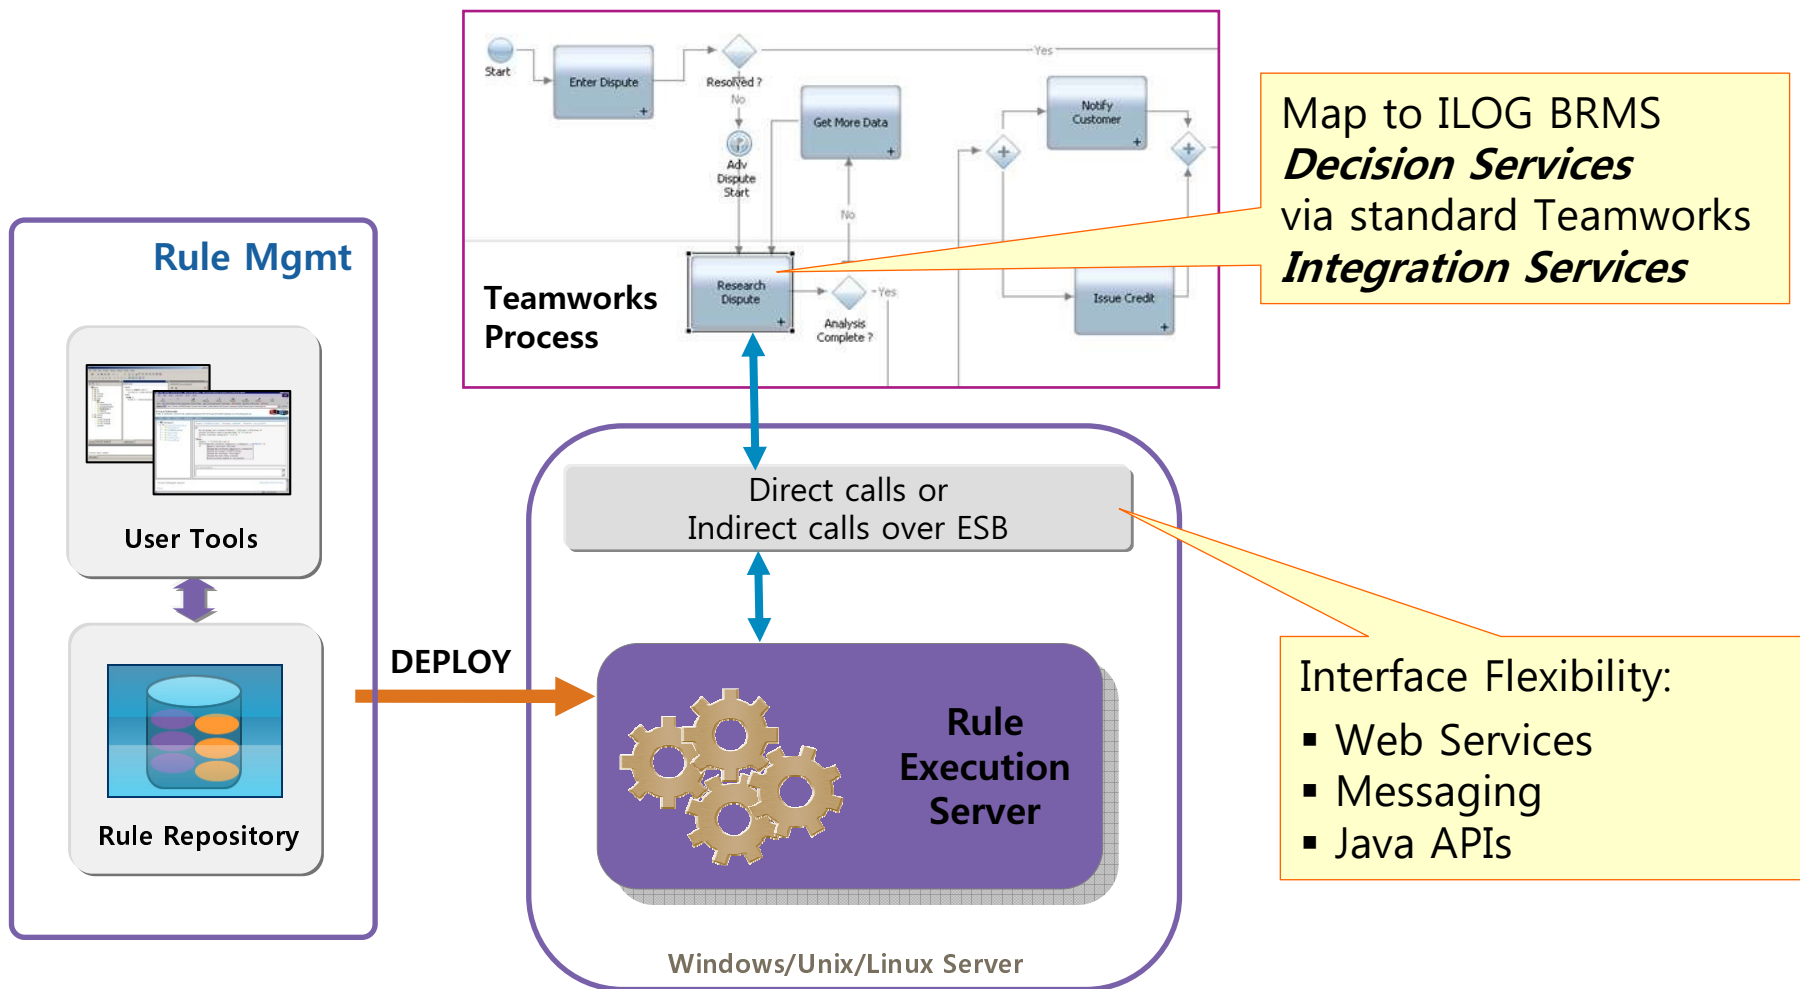 Start
Enter Dispute
Resolved ?
Yes
No
Adv
Dispute
Start
Get More Data
No
Notify
Customer
Research
Dispute
Yes
Analysis
Complete ?
Issue Credit
Teamworks
Process
Map to ILOG BRMS
Decision Services
via standard Teamworks
Integration Services
Rule Mgmt
User Tools
Rule Repository
DEPLOY
Direct calls or
Indirect calls over ESB
Rule
Execution
Server
Windows/Unix/Linux Server
Interface Flexibility:
▪ Web Services
▪ Messaging
▪ Java APIs